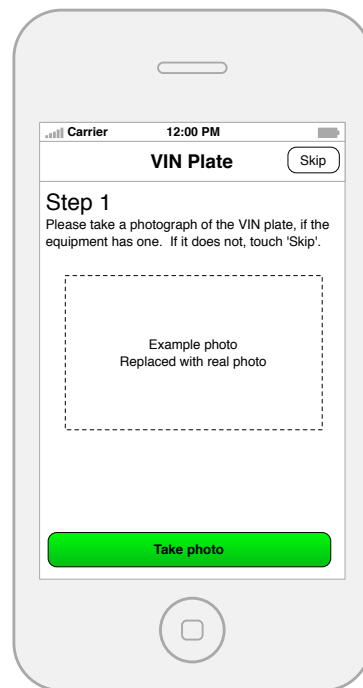 Carrier 12:00 PM
VIN Plate Skip
Step 1
Please take a photograph of the VIN plate, if the
equipment has one.  If it does not, touch 'Skip'.
Example photo
Replaced with real photo
Take photo